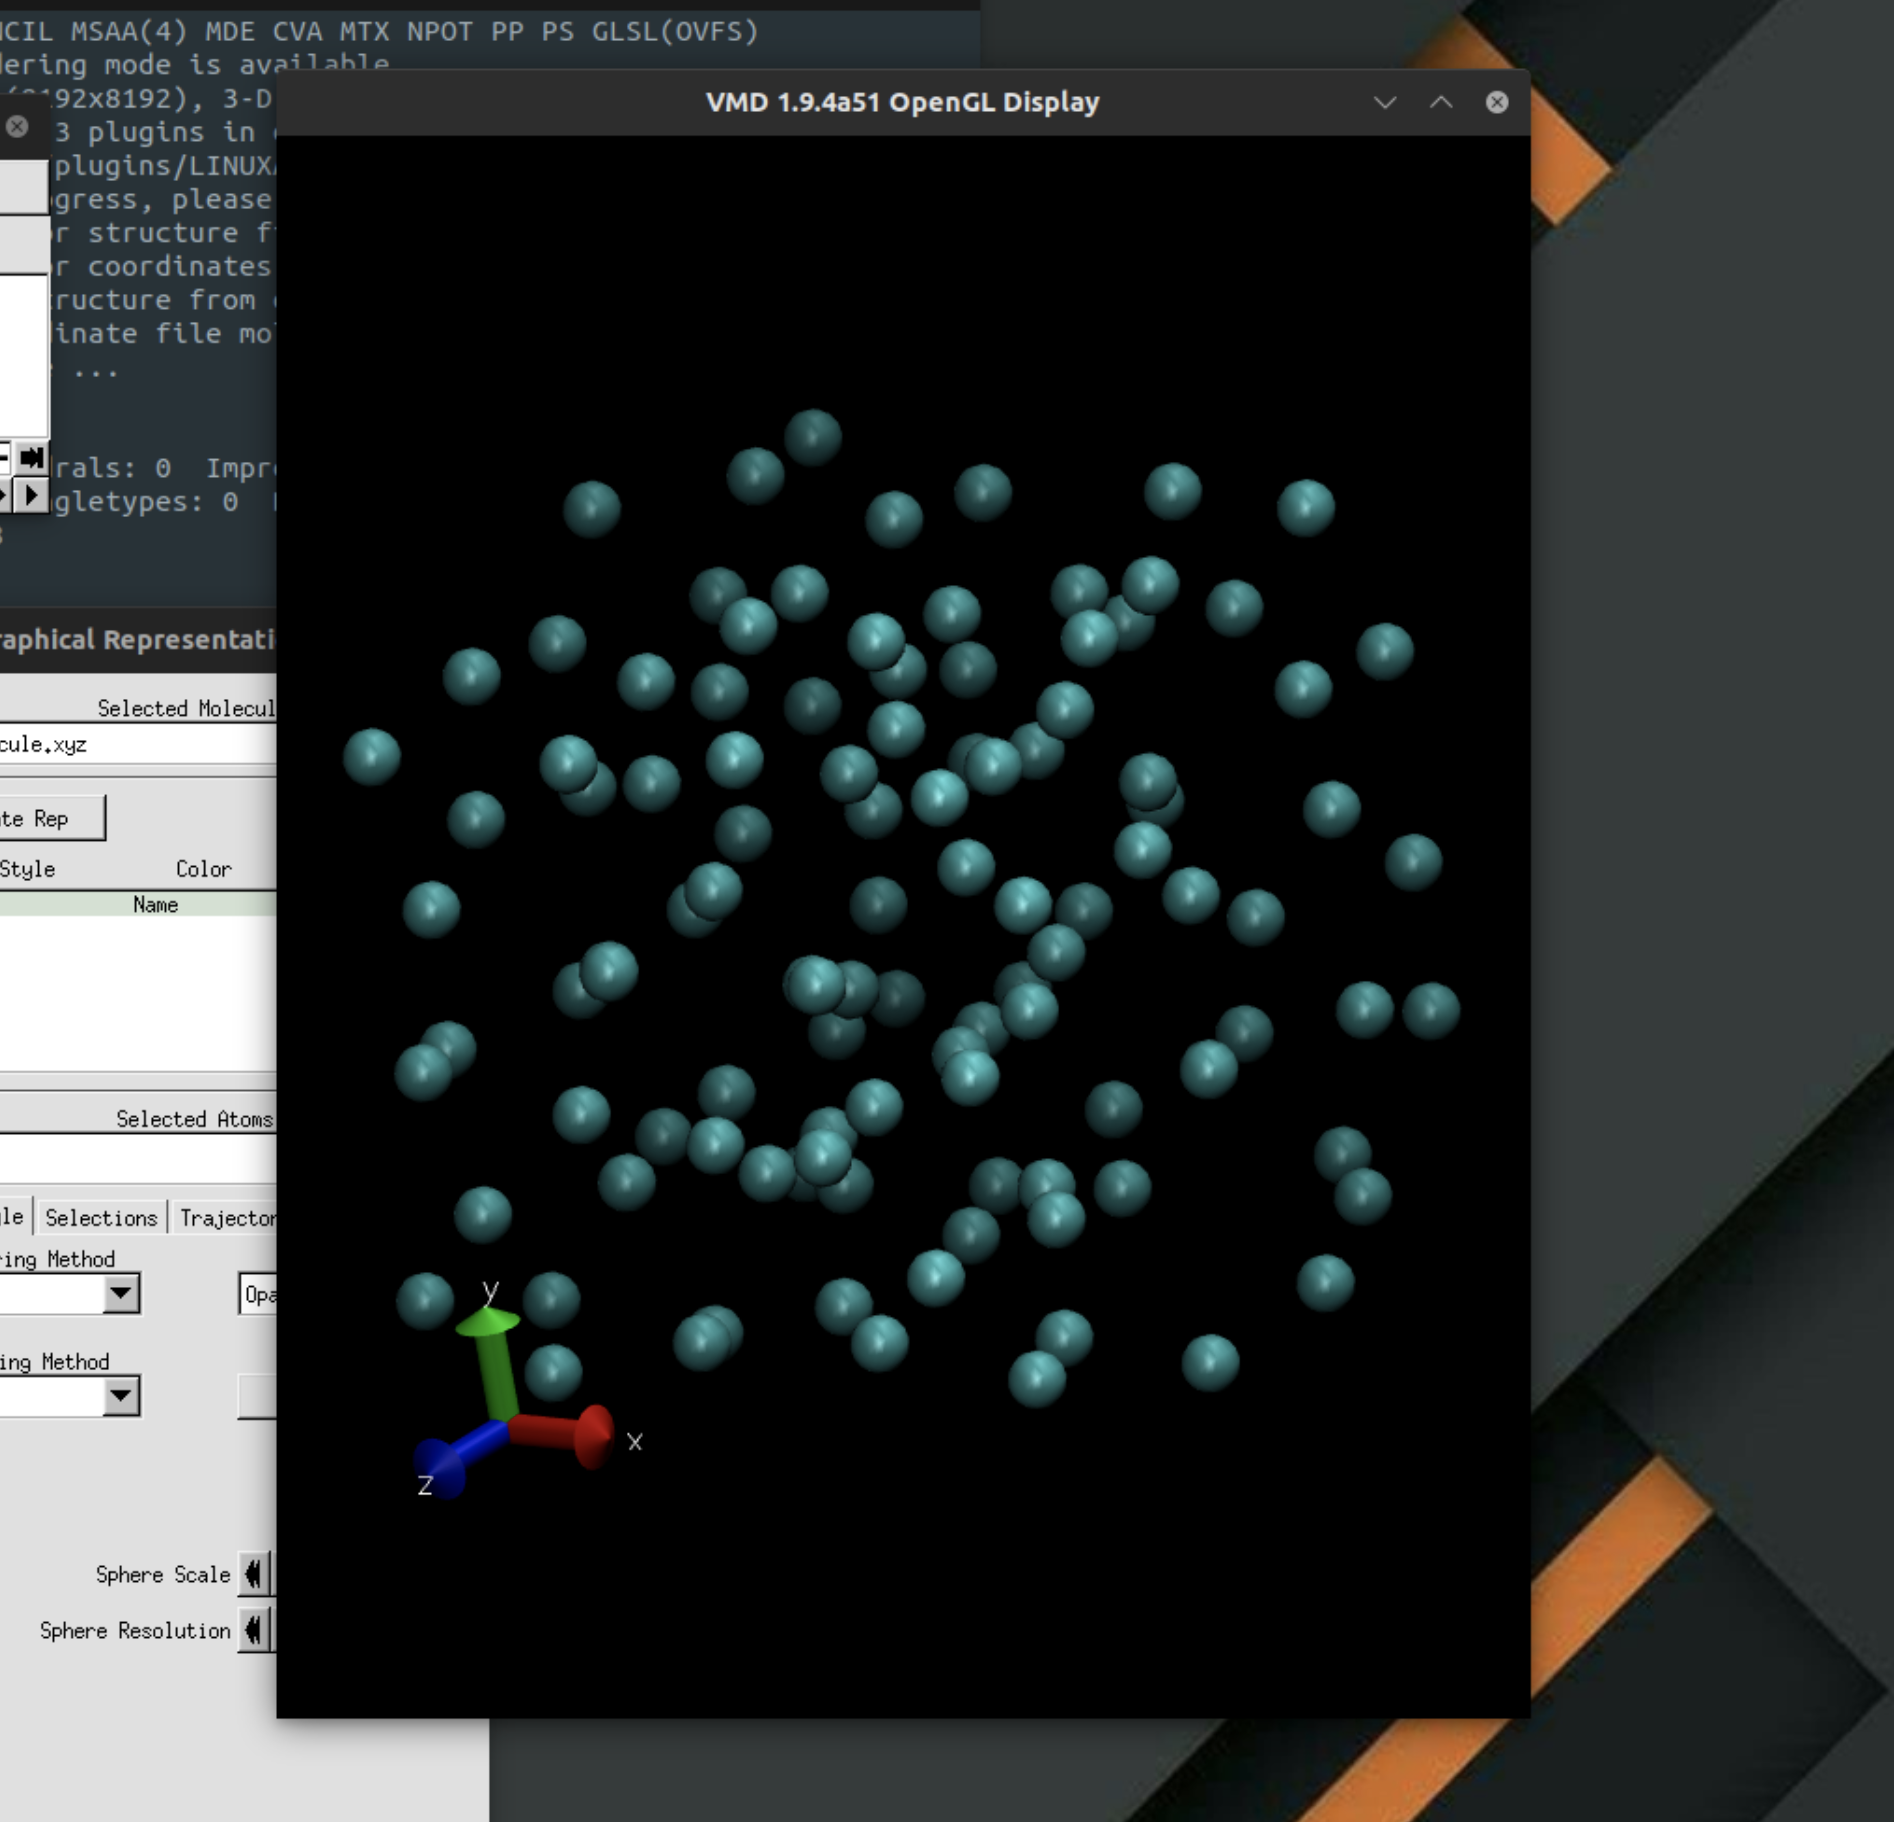 NCIL MSAA(4) MDE CVA MTX NPOT PP PS GLSL(OVFS)
dering mode is available
(8192x8192), 3-D
3 plugins in
plugins/LINUX
gress, please
r structure f
r coordinates
ructure from
inate file mo
...
rals: 0 Impr
gletypes: 0
VMD 1.9.4a51 OpenGL Display
raphical Representati
Selected Molecul
cule.xyz
te Rep
Style Color
Name
Selected Atoms
le Selections Trajector
ring Method
Opa
ing Method
Sphere Scale
Sphere Resolution
y
x
z